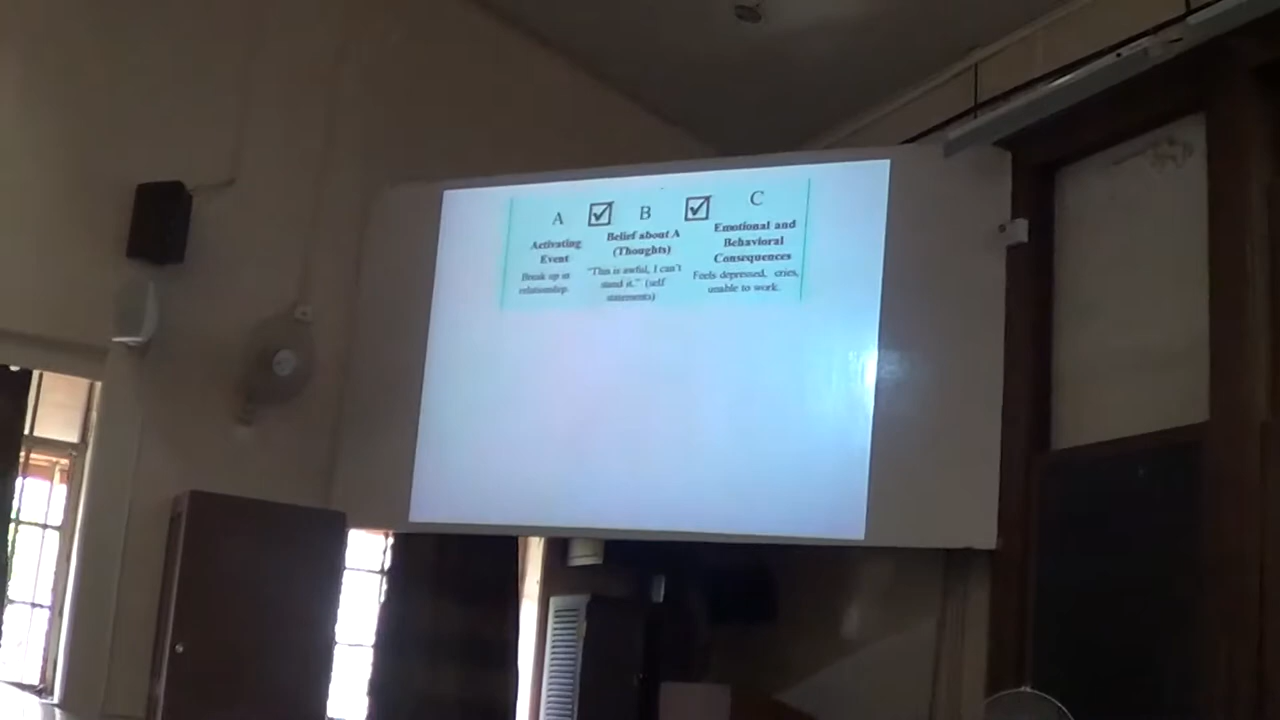 A B C
Activating
Event
Break up in
relationship.
Belief about A
(Thoughts)
"This is awful, I can't
stand it." (self
statements)
Emotional and
Behavioral
Consequences
Feels depressed, cries,
unable to work.